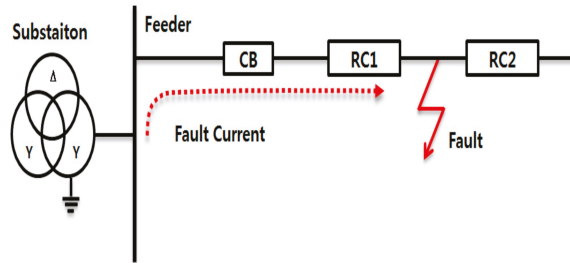 Substaiton
Feeder
CB
RC1
RC2
Δ
Y
Y
Fault Current
Fault